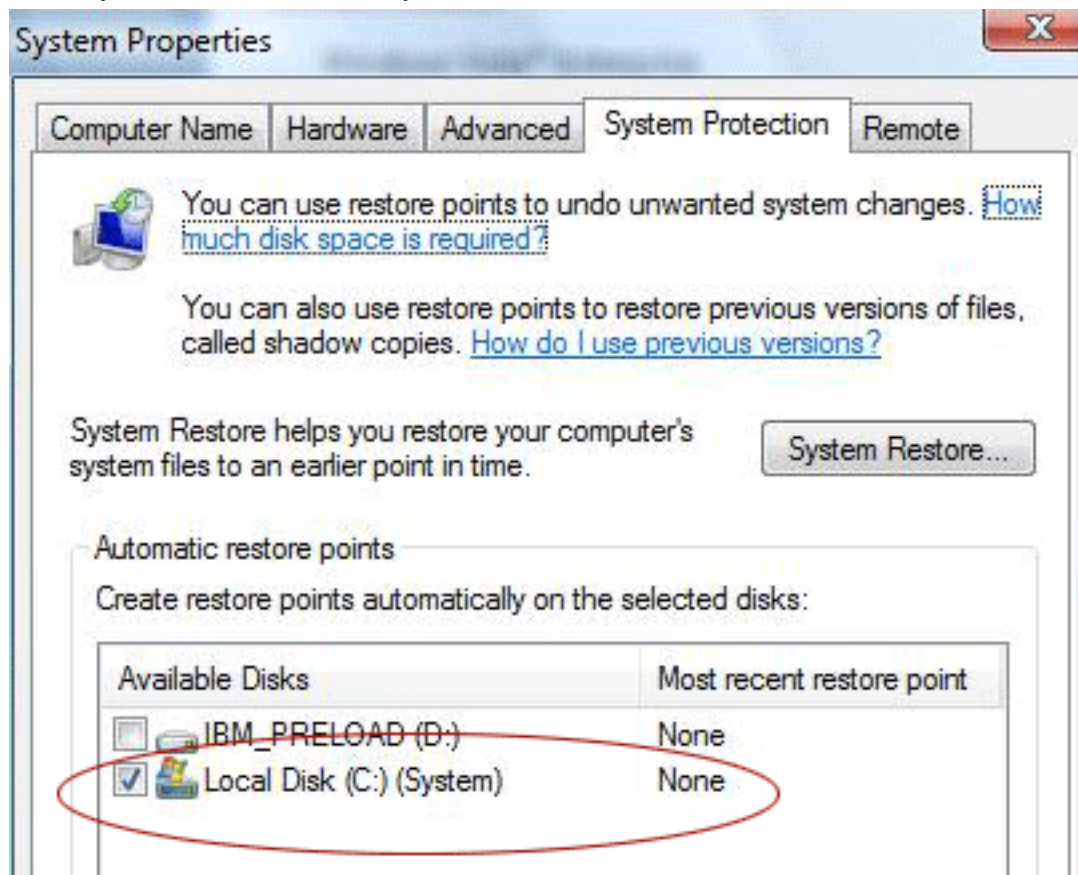 System Properties
Computer Name Hardware Advanced System Protection Remote
You can use restore points to undo unwanted system changes. How
much disk space is required?
You can also use restore points to restore previous versions of files,
called shadow copies. How do I use previous versions?
System Restore helps you restore your computer's
system files to an earlier point in time.
System Restore...
Automatic restore points
Create restore points automatically on the selected disks:
Available Disks Most recent restore point
IBM_PRELOAD (D:) None
Local Disk (C:) (System) None